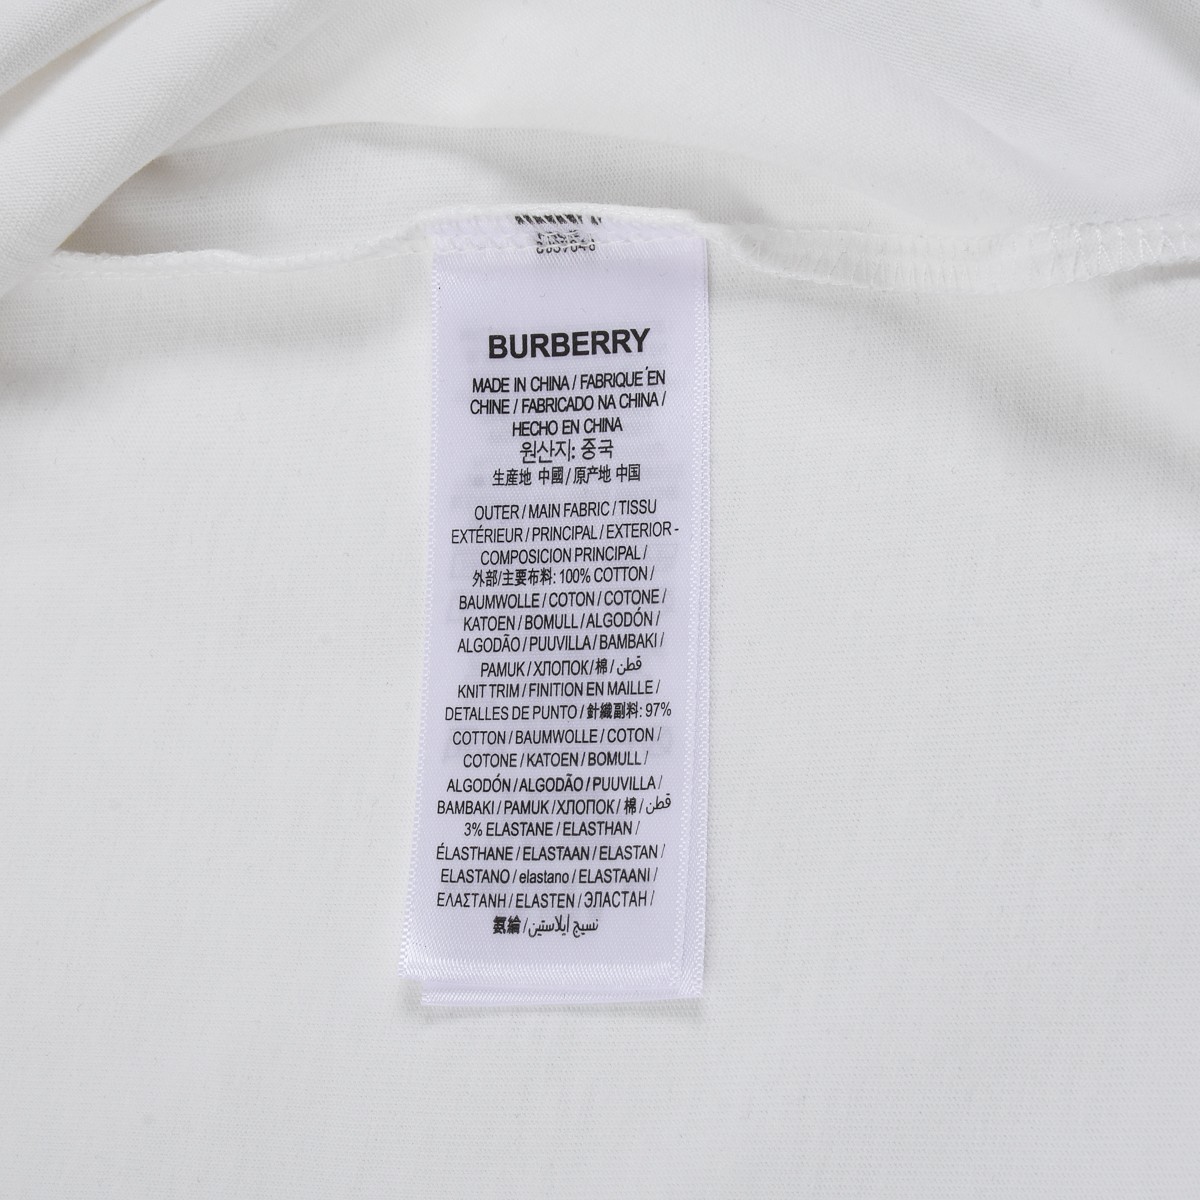 BURBERRY
MADE IN CHINA / FABRIQUE EN
CHINE / FABRICADO NA CHINA /
HECHO EN CHINA
원산지: 중국
生産地 中國 / 原产地 中国
OUTER / MAIN FABRIC / TISSU
EXTÉRIEUR / PRINCIPAL / EXTERIOR -
COMPOSICION PRINCIPAL /
外部/主要布料: 100% COTTON /
BAUMWOLLE / COTON / COTONE /
KATOEN / BOMULL / ALGODÓN /
ALGODÃO / PUUVILLA / BAMBAKI /
PAMUK / ХЛОПОК / 棉 / قطن
KNIT TRIM / FINITION EN MAILLE /
DETALLES DE PUNTO / 針織副料: 97%
COTTON / BAUMWOLLE / COTON /
COTONE / KATOEN / BOMULL /
ALGODÓN / ALGODÃO / PUUVILLA /
BAMBAKI / PAMUK / ХЛОПОК / 棉 / قطن
3% ELASTANE / ELASTHAN /
ÉLASTHANE / ELASTAAN / ELASTAN /
ELASTANO / elastano / ELASTAANI /
ΕΛΑΣΤΑΝΗ / ELASTEN / ЭЛАСТАН /
氨綸 / نسيج إيلاستين